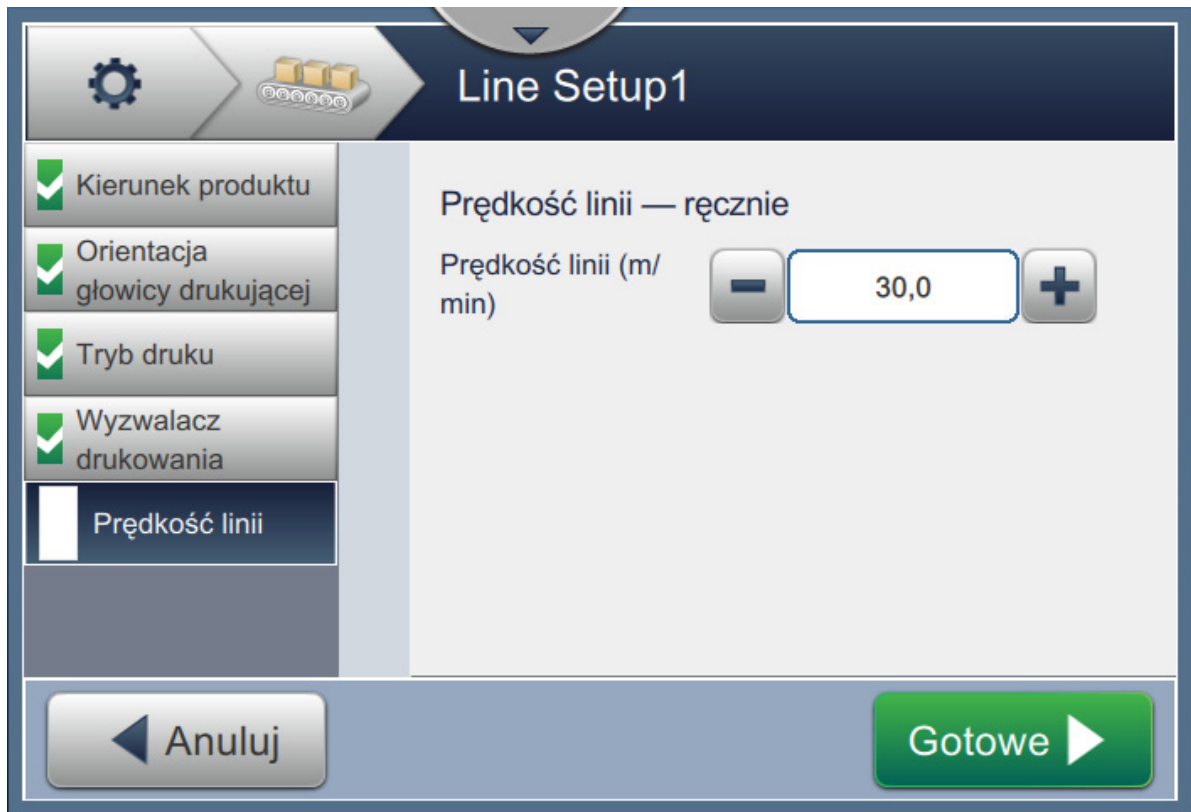 Line Setup1
Kierunek produktu
Orientacja
głowicy drukującej
Tryb druku
Wyzwalacz
drukowania
Prędkość linii
Prędkość linii — ręcznie
Prędkość linii (m/
min)
30,0
Anuluj
Gotowe